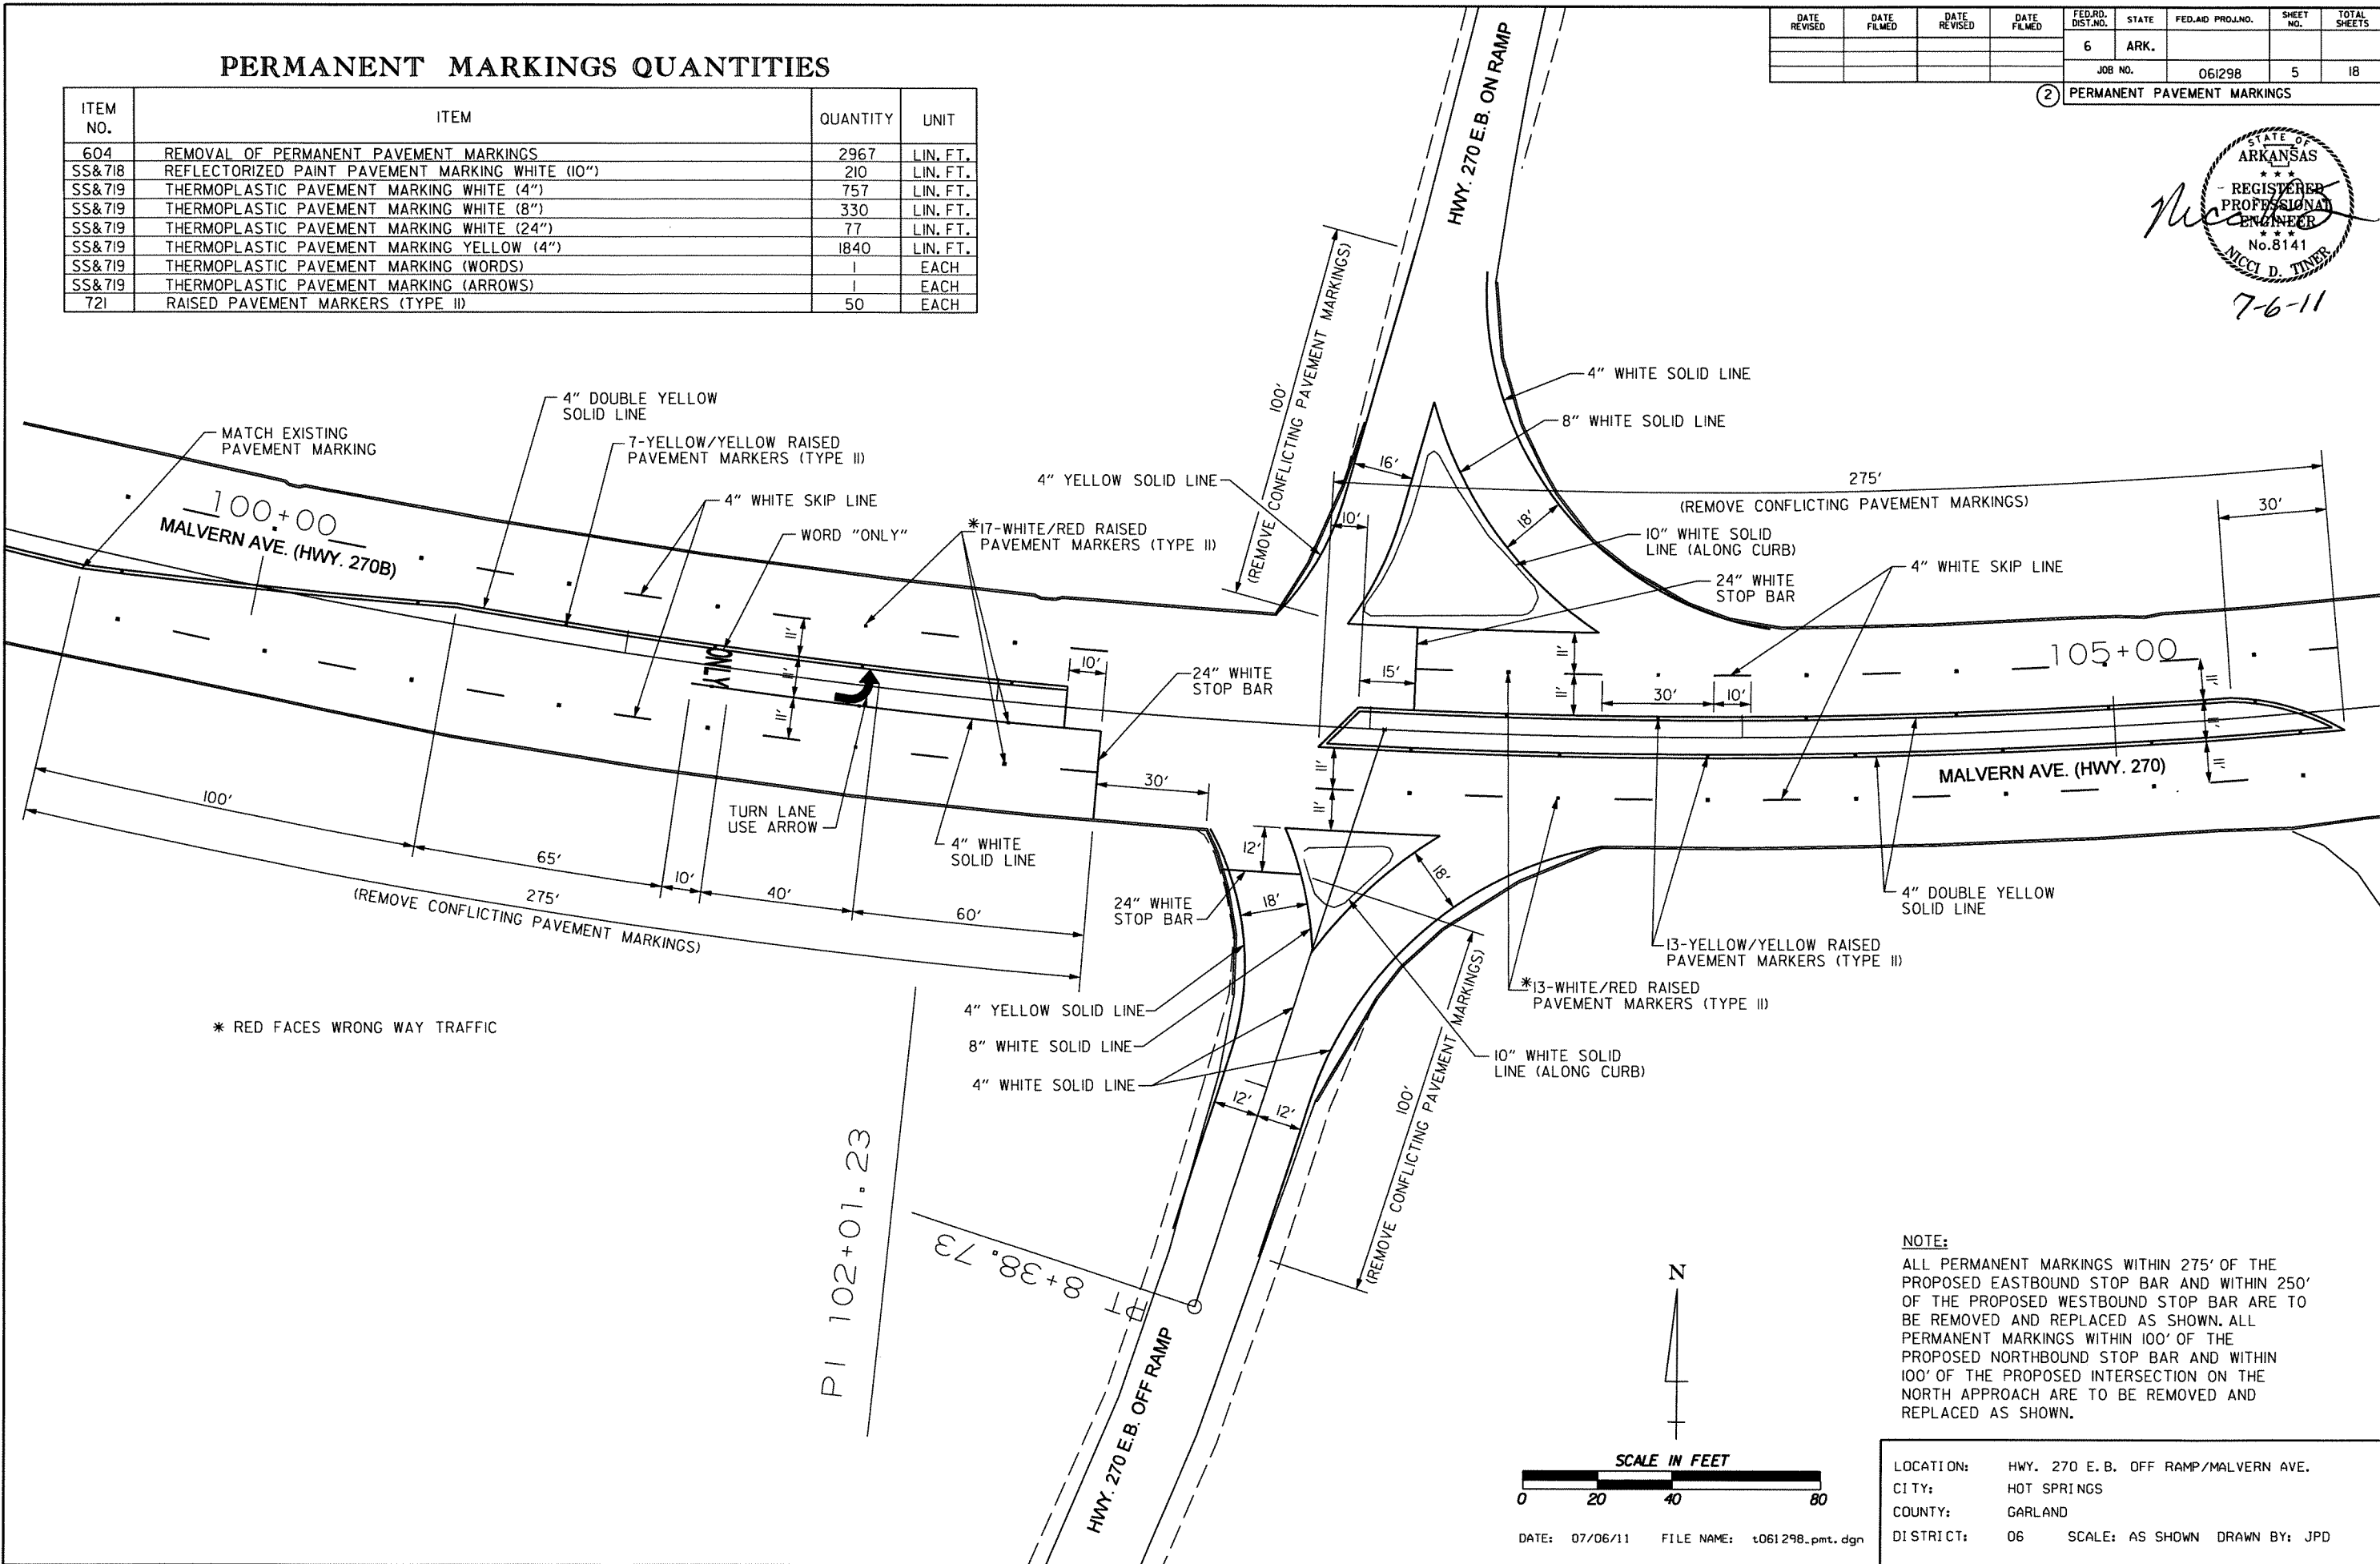 DATE REVISED
DATE FILMED
DATE REVISED
DATE FILMED
FED.RD. DIST.NO.
STATE
FED.AID PROJ.NO.
SHEET NO.
TOTAL SHEETS
6 ARK.
JOB NO. 061298 5 18
2 PERMANENT PAVEMENT MARKINGS
STATE OF
ARKANSAS
REGISTERED
PROFESSIONAL
ENGINEER
No.8141
NICCI D. TINER
7-6-11
PERMANENT MARKINGS QUANTITIES
ITEM NO. ITEM QUANTITY UNIT
604 REMOVAL OF PERMANENT PAVEMENT MARKINGS 2967 LIN. FT.
SS&718 REFLECTORIZED PAINT PAVEMENT MARKING WHITE (10") 210 LIN. FT.
SS&719 THERMOPLASTIC PAVEMENT MARKING WHITE (4") 757 LIN. FT.
SS&719 THERMOPLASTIC PAVEMENT MARKING WHITE (8") 330 LIN. FT.
SS&719 THERMOPLASTIC PAVEMENT MARKING WHITE (24") 77 LIN. FT.
SS&719 THERMOPLASTIC PAVEMENT MARKING YELLOW (4") 1840 LIN. FT.
SS&719 THERMOPLASTIC PAVEMENT MARKING (WORDS) 1 EACH
SS&719 THERMOPLASTIC PAVEMENT MARKING (ARROWS) 1 EACH
721 RAISED PAVEMENT MARKERS (TYPE II) 50 EACH
HWY. 270 E.B. ON RAMP
100'
(REMOVE CONFLICTING PAVEMENT MARKINGS)
4" WHITE SOLID LINE
8" WHITE SOLID LINE
4" DOUBLE YELLOW
SOLID LINE
MATCH EXISTING
PAVEMENT MARKING
7-YELLOW/YELLOW RAISED
PAVEMENT MARKERS (TYPE II)
4" WHITE SKIP LINE
WORD "ONLY"
*17-WHITE/RED RAISED
PAVEMENT MARKERS (TYPE II)
4" YELLOW SOLID LINE
16'
10'
18'
275'
(REMOVE CONFLICTING PAVEMENT MARKINGS)
30'
10" WHITE SOLID
LINE (ALONG CURB)
24" WHITE
STOP BAR
4" WHITE SKIP LINE
100+00
MALVERN AVE. (HWY. 270B)
ONLY
11'
11'
11'
10'
24" WHITE
STOP BAR
15'
11'
11'
30'
10'
105+00
11'
11'
11'
MALVERN AVE. (HWY. 270)
11'
11'
30'
100'
65'
10'
40'
60'
275'
(REMOVE CONFLICTING PAVEMENT MARKINGS)
TURN LANE
USE ARROW
4" WHITE
SOLID LINE
12'
18'
18'
24" WHITE
STOP BAR
4" DOUBLE YELLOW
SOLID LINE
13-YELLOW/YELLOW RAISED
PAVEMENT MARKERS (TYPE II)
*13-WHITE/RED RAISED
PAVEMENT MARKERS (TYPE II)
4" YELLOW SOLID LINE
8" WHITE SOLID LINE
4" WHITE SOLID LINE
10" WHITE SOLID
LINE (ALONG CURB)
* RED FACES WRONG WAY TRAFFIC
12'
12'
100'
(REMOVE CONFLICTING PAVEMENT MARKINGS)
PI 102+01.23
8+38.73
HWY. 270 E.B. OFF RAMP
N
SCALE IN FEET
0 20 40 80
DATE: 07/06/11 FILE NAME: t061298_pmt.dgn
NOTE:
ALL PERMANENT MARKINGS WITHIN 275' OF THE
PROPOSED EASTBOUND STOP BAR AND WITHIN 250'
OF THE PROPOSED WESTBOUND STOP BAR ARE TO
BE REMOVED AND REPLACED AS SHOWN. ALL
PERMANENT MARKINGS WITHIN 100' OF THE
PROPOSED NORTHBOUND STOP BAR AND WITHIN
100' OF THE PROPOSED INTERSECTION ON THE
NORTH APPROACH ARE TO BE REMOVED AND
REPLACED AS SHOWN.
LOCATION: HWY. 270 E.B. OFF RAMP/MALVERN AVE.
CITY: HOT SPRINGS
COUNTY: GARLAND
DISTRICT: 06 SCALE: AS SHOWN DRAWN BY: JPD